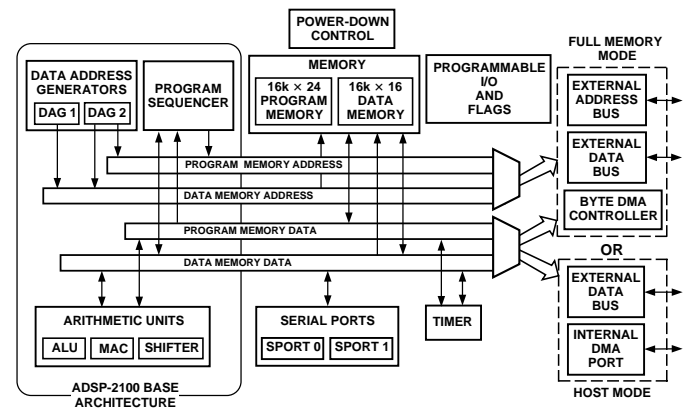 POWER-DOWN
CONTROL
FULL MEMORY
MODE
DATA ADDRESS
GENERATORS
DAG 1
DAG 2
PROGRAM
SEQUENCER
MEMORY
16k × 24
PROGRAM
MEMORY
16k × 16
DATA
MEMORY
PROGRAMMABLE
I/O
AND
FLAGS
EXTERNAL
ADDRESS
BUS
EXTERNAL
DATA
BUS
BYTE DMA
CONTROLLER
PROGRAM MEMORY ADDRESS
DATA MEMORY ADDRESS
PROGRAM MEMORY DATA
DATA MEMORY DATA
OR
EXTERNAL
DATA
BUS
INTERNAL
DMA
PORT
HOST MODE
ARITHMETIC UNITS
ALU
MAC
SHIFTER
SERIAL PORTS
SPORT 0
SPORT 1
TIMER
ADSP-2100 BASE
ARCHITECTURE